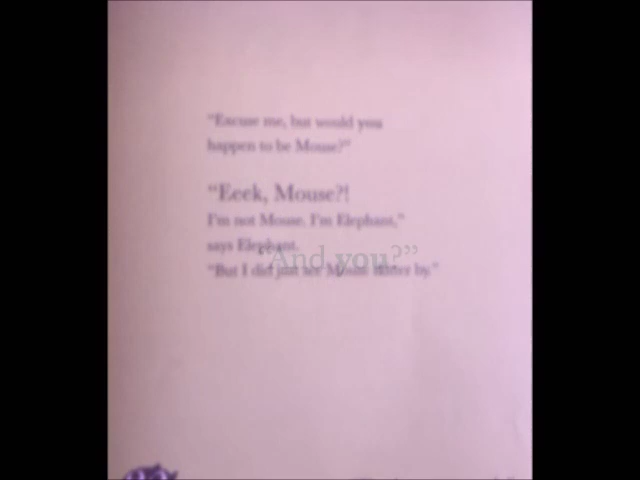 “Excuse me, but would you
happen to be Mouse?”
“Eeek, Mouse?!
I’m not Mouse. I’m Elephant,”
says Elephant.
“And you?”
“But I did just see Mouse by.”